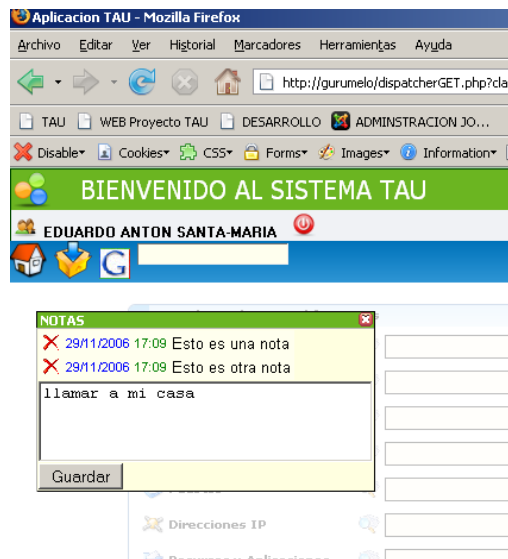 Aplicacion TAU - Mozilla Firefox
Archivo Editar Ver Historial Marcadores Herramientas Ayuda
http://gurumelo/dispatcherGET.php?cla
TAU WEB Proyecto TAU DESARROLLO ADMINSTRACION JO...
Disable Cookies CSS Forms Images Information
BIENVENIDO AL SISTEMA TAU
EDUARDO ANTON SANTA-MARIA
G
NOTAS
29/11/2006 17:09 Esto es una nota
29/11/2006 17:09 Esto es otra nota
llamar a mi casa
Guardar
Direcciones IP